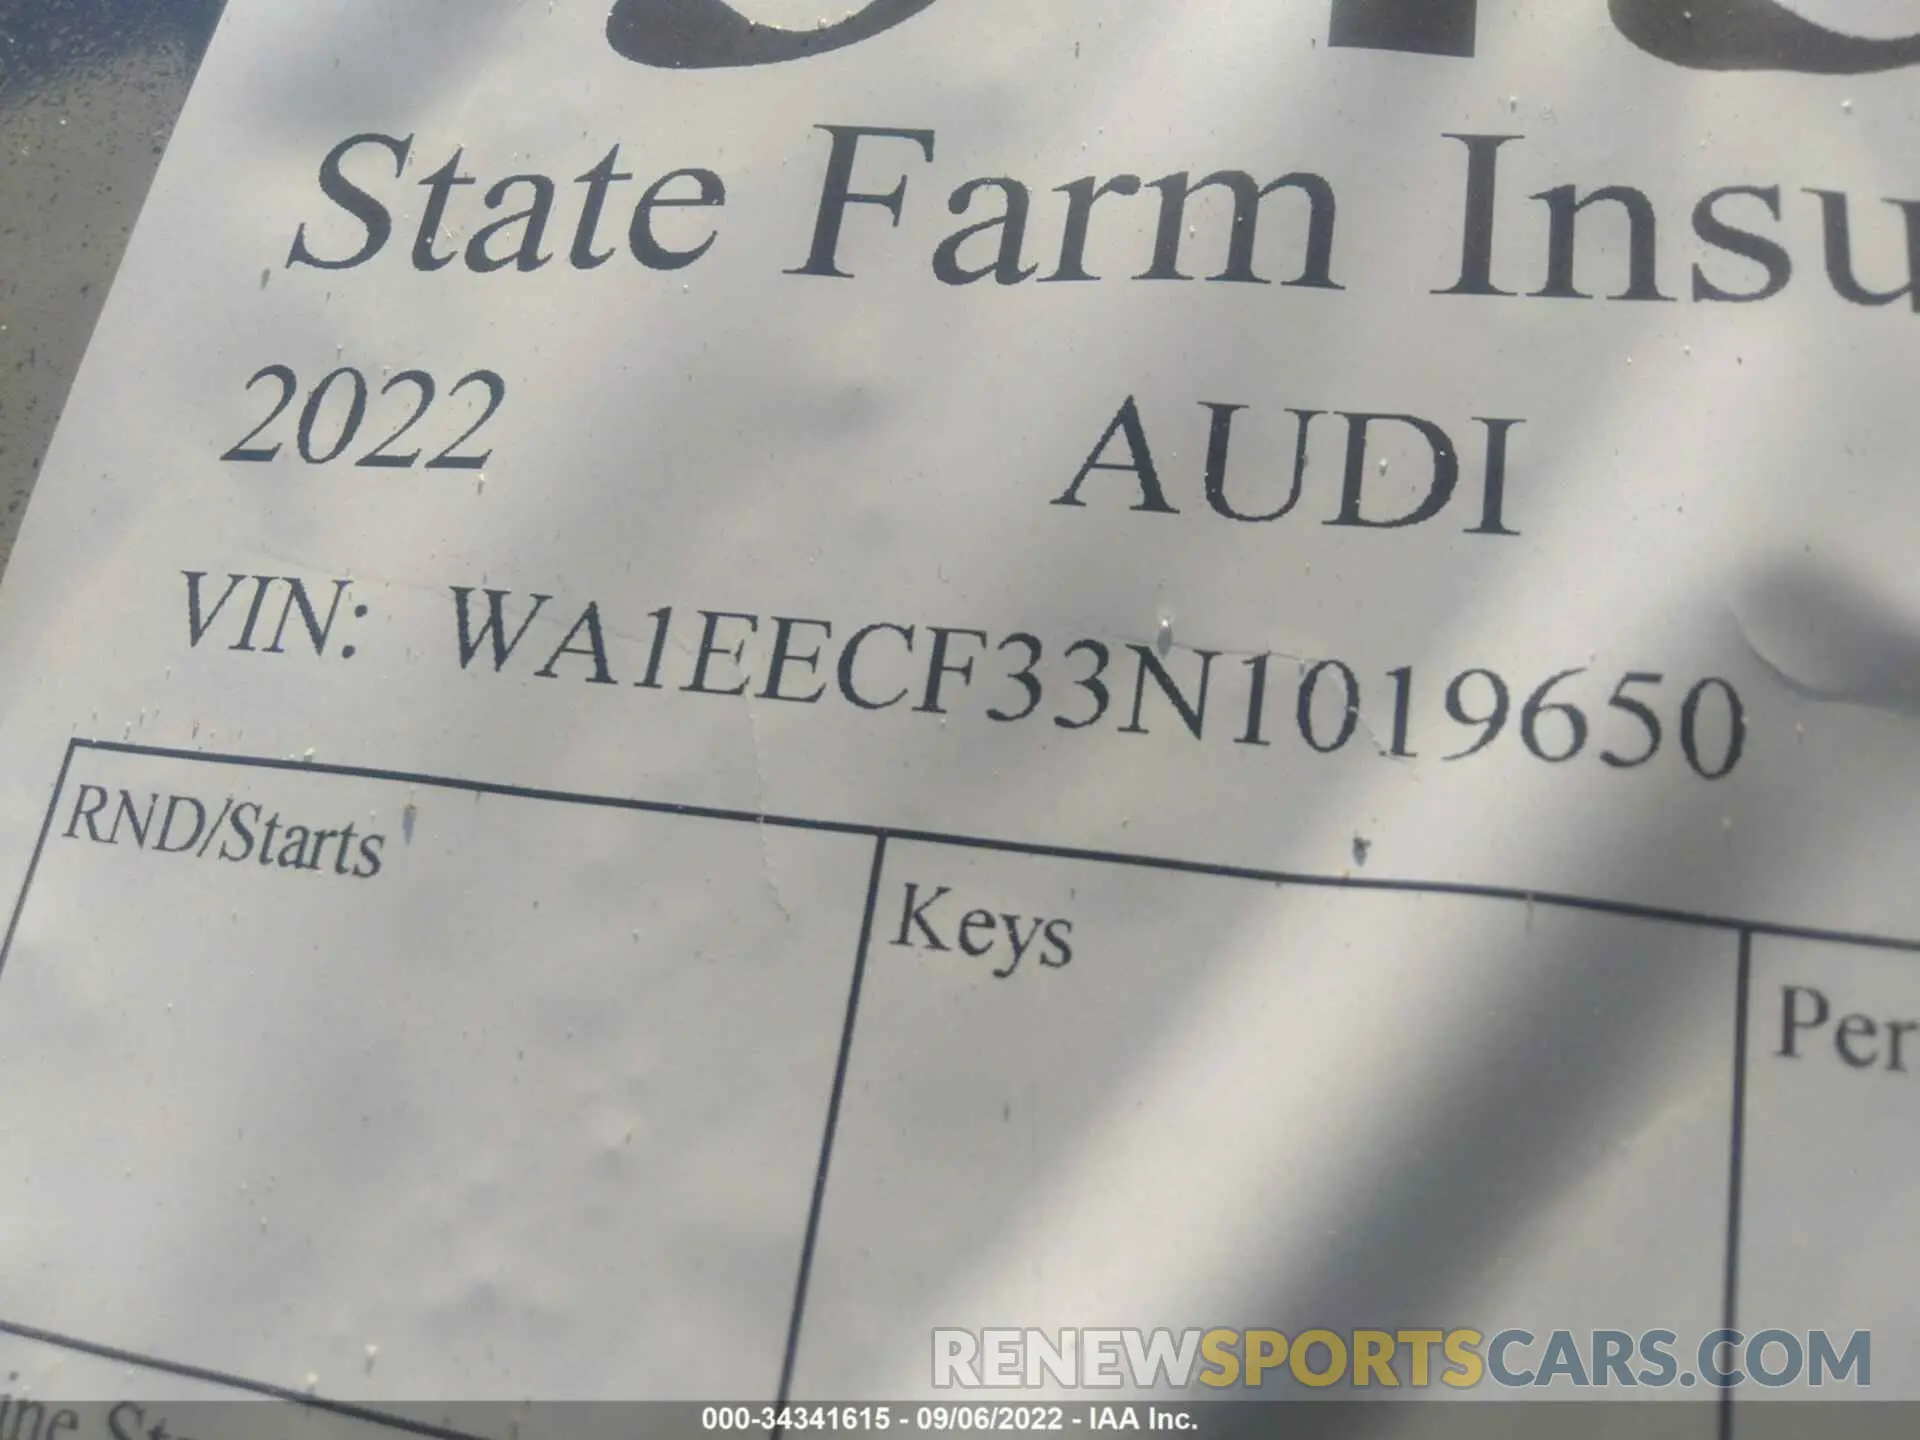 State Farm Insu
2022 AUDI
VIN: WA1EECF33N1019650
RND/Starts Keys Per
RENEWSPORTSCARS.COM
000-34341615 - 09/06/2022 - IAA Inc.